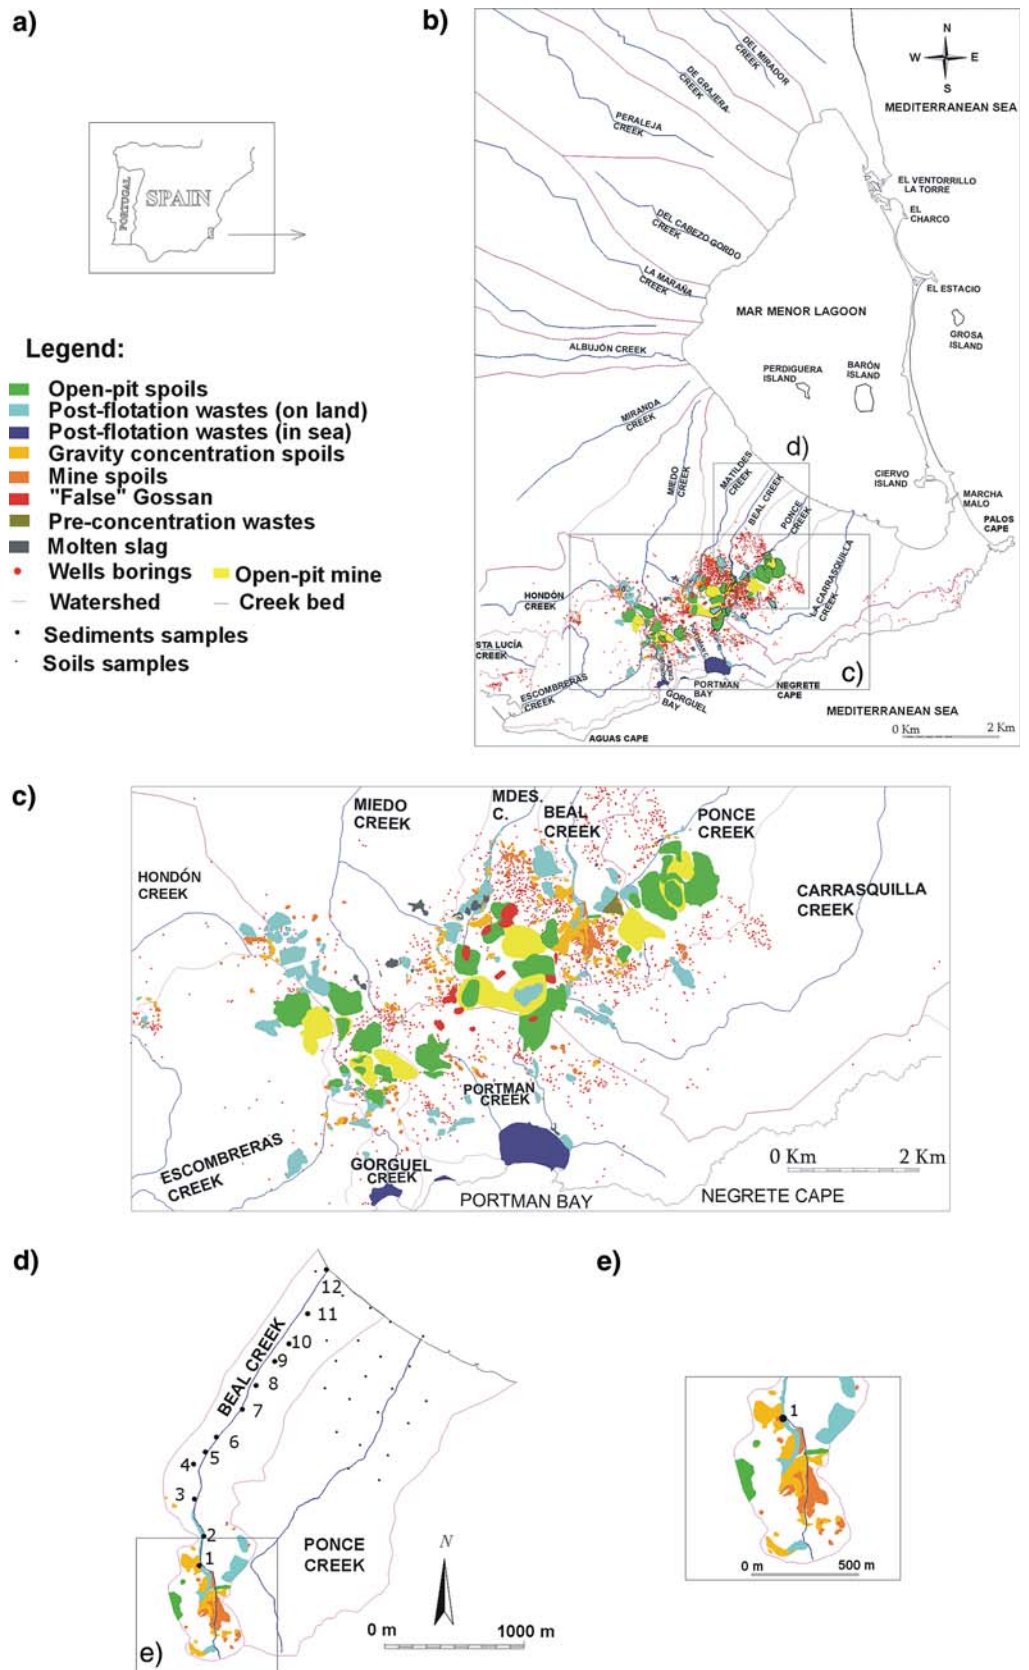 a)
PORTUGAL
SPAIN
Legend:
Open-pit spoils
Post-flotation wastes (on land)
Post-flotation wastes (in sea)
Gravity concentration spoils
Mine spoils
"False" Gossan
Pre-concentration wastes
Molten slag
Wells borings
Open-pit mine
Watershed
Creek bed
Sediments samples
Soils samples
b)
N
W
E
S
DEL MIRADOR
CREEK
DE GRAJERA
CREEK
PERALEJA
CREEK
DEL CABEZO GORDO
CREEK
LA MARAÑA
CREEK
ALBUJÓN CREEK
MIRANDA
CREEK
MIEDO
CREEK
MATILDES
CREEK
BEAL CREEK
PONCE
CREEK
LA CARRASQUILLA
CREEK
MEDITERRANEAN SEA
EL VENTORRILLO
LA TORRE
EL
CHARCO
EL ESTACIO
GROSA
ISLAND
MAR MENOR LAGOON
PERDIGUERA
ISLAND
BARÓN
ISLAND
CIERVO
ISLAND
MARCHA
MALO
PALOS
CAPE
d)
HONDÓN
CREEK
STA LUCÍA
CREEK
ESCOMBRERAS
CREEK
GORGUEL
BAY
PORTMAN
BAY
NEGRETE
CAPE
c)
AGUAS CAPE
MEDITERRANEAN SEA
0 Km
2 Km
c)
MIEDO
CREEK
MDES.
C.
BEAL
CREEK
PONCE
CREEK
HONDÓN
CREEK
CARRASQUILLA
CREEK
PORTMAN
CREEK
ESCOMBRERAS
CREEK
GORGUEL
CREEK
PORTMAN BAY
NEGRETE CAPE
0 Km
2 Km
d)
BEAL CREEK
12
11
10
9
8
7
6
5
4
3
2
1
PONCE
CREEK
N
0 m
1000 m
e)
e)
1
0 m
500 m